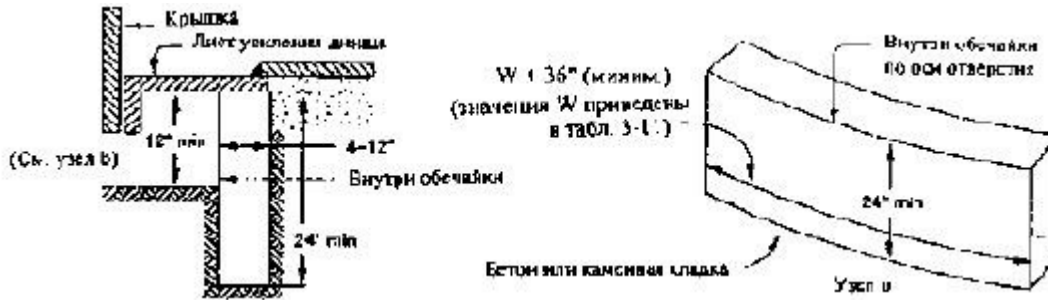 Крышка
Лист усиления днища
12" min
(См. узел b)
4-12"
Внутри обечайки
24" min
W + 36" (миним.)
(значения W приведены
в табл. 3-11)
Внутри обечайки
по оси отверстия
24" min
Бетон или каменная кладка
Узел b